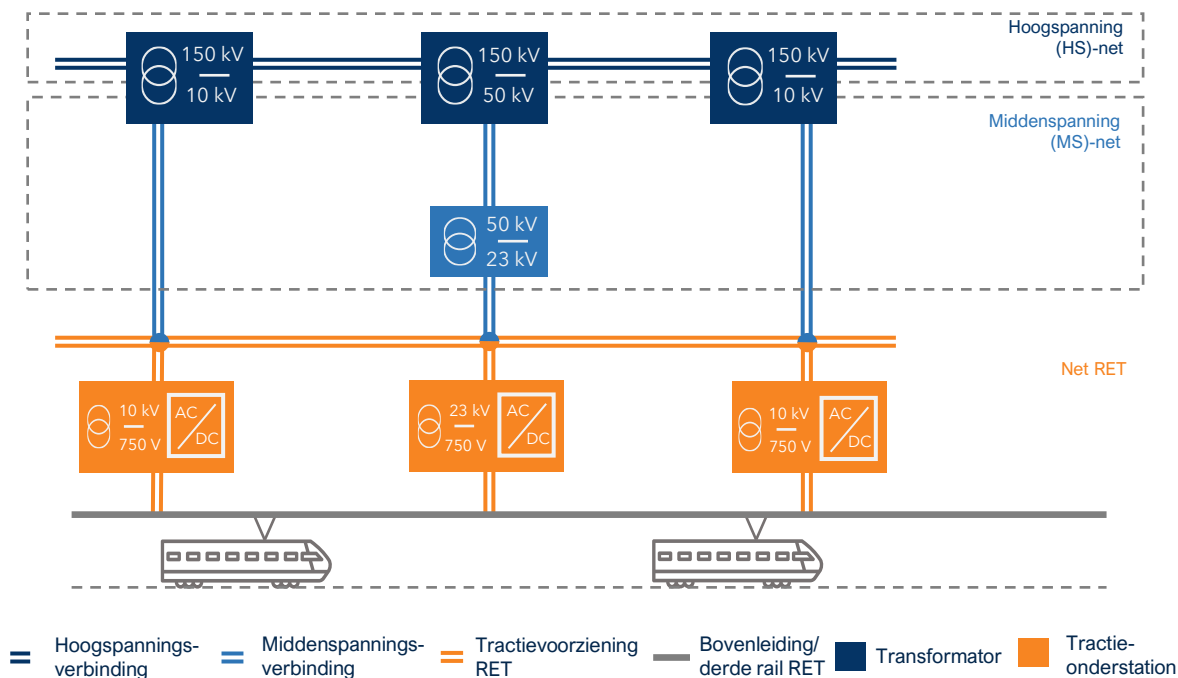 Hoogspanning
(HS)-net
150 kV
10 kV
150 kV
50 kV
150 kV
10 kV
Middenspanning
(MS)-net
50 kV
23 kV
Net RET
10 kV
750 V
AC
DC
23 kV
750 V
AC
DC
10 kV
750 V
AC
DC
Hoogspannings-
verbinding
Middenspannings-
verbinding
Tractievoorziening
RET
Bovenleiding/
derde rail RET
Transformator
Tractie-
onderstation